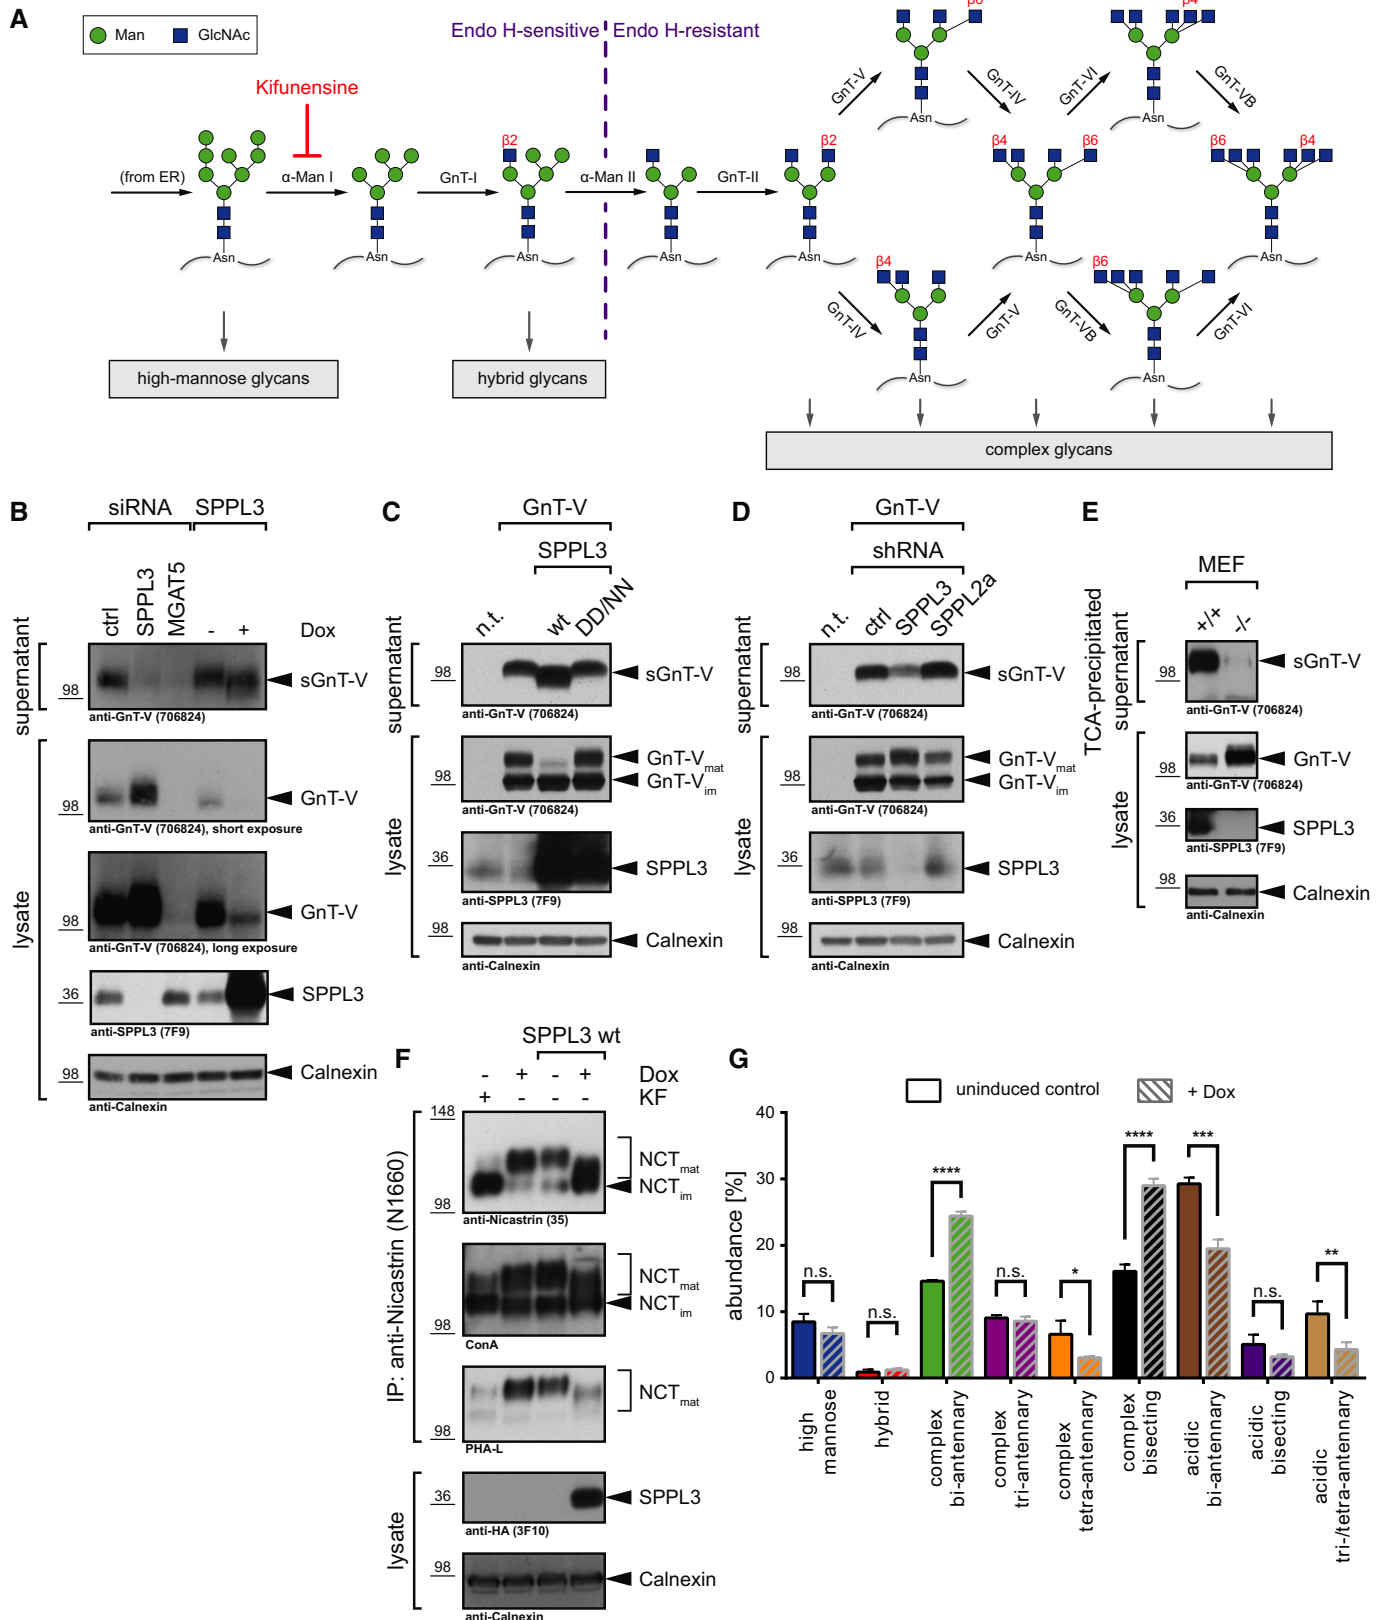 A
Man
GlcNAc
Endo H-sensitive
Endo H-resistant
Kifunensine
(from ER)
α-Man I
GnT-I
α-Man II
GnT-II
β2
β2
GnT-V
GnT-IV
GnT-VI
β4
GnT-VB
β4
β6
β6
β4
GnT-IV
β4
GnT-V
GnT-VB
β6
GnT-VI
Asn
Asn
Asn
Asn
Asn
Asn
Asn
Asn
Asn
Asn
Asn
high-mannose glycans
hybrid glycans
complex glycans
B
siRNA
SPPL3
ctrl
SPPL3
MGAT5
-
+
Dox
supernatant
98
sGnT-V
anti-GnT-V (706824)
lysate
98
GnT-V
anti-GnT-V (706824), short exposure
98
GnT-V
anti-GnT-V (706824), long exposure
36
SPPL3
anti-SPPL3 (7F9)
98
Calnexin
anti-Calnexin
C
GnT-V
SPPL3
n.t.
wt
DD/NN
supernatant
98
sGnT-V
anti-GnT-V (706824)
lysate
98
GnT-Vmat
GnT-Vim
anti-GnT-V (706824)
36
SPPL3
anti-SPPL3 (7F9)
98
Calnexin
anti-Calnexin
D
GnT-V
shRNA
n.t.
ctrl
SPPL3
SPPL2a
supernatant
98
sGnT-V
anti-GnT-V (706824)
lysate
98
GnT-Vmat
GnT-Vim
anti-GnT-V (706824)
36
SPPL3
anti-SPPL3 (7F9)
98
Calnexin
anti-Calnexin
E
MEF
+/+
-/-
TCA-precipitated
supernatant
98
sGnT-V
anti-GnT-V (706824)
lysate
98
GnT-V
anti-GnT-V (706824)
36
SPPL3
anti-SPPL3 (7F9)
98
Calnexin
anti-Calnexin
F
SPPL3 wt
- + - + Dox
+ - - - KF
IP: anti-Nicastrin (N1660)
148
NCTmat
NCTim
98
anti-Nicastrin (35)
NCTmat
NCTim
98
ConA
NCTmat
98
PHA-L
lysate
36
SPPL3
anti-HA (3F10)
98
Calnexin
anti-Calnexin
G
uninduced control
+ Dox
abundance [%]
40
30
20
10
0
n.s.
n.s.
****
n.s.
*
****
***
n.s.
**
high
mannose
hybrid
complex
bi-antennary
complex
tri-antennary
complex
tetra-antennary
complex
bisecting
acidic
bi-antennary
acidic
bisecting
acidic
tri-/tetra-antennary